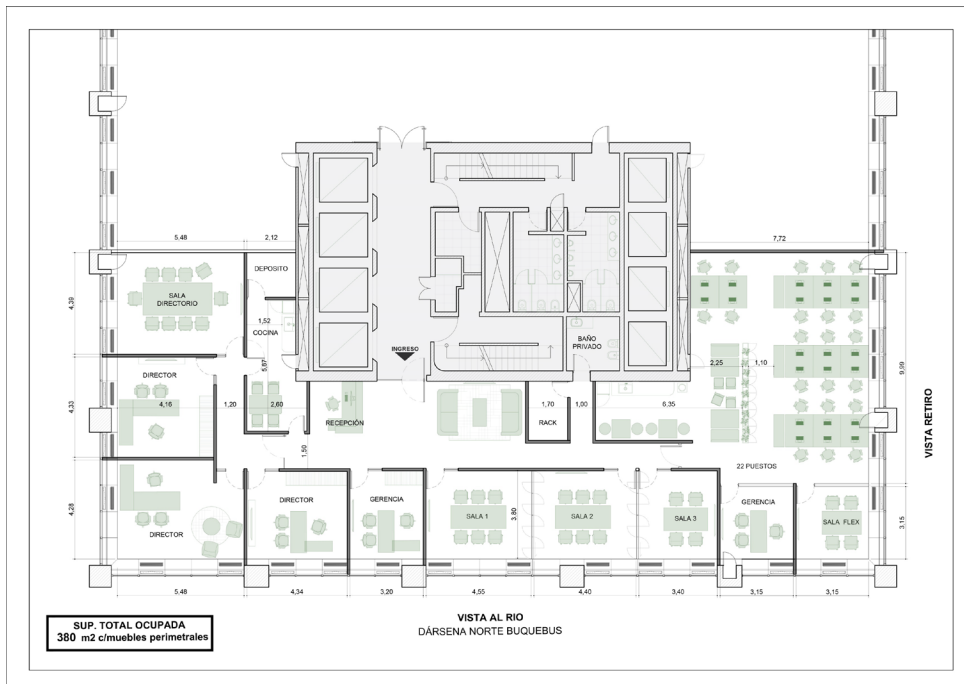 5,48
2,12
7,72
DEPOSITO
SALA
DIRECTORIO
4,39
1,52
COCINA
INGRESO
BAÑO
PRIVADO
DIRECTOR
5,67
2,25
1,10
9,99
4,33
4,16
1,20
2,60
RECEPCIÓN
1,70
1,00
6,35
RACK
VISTA RETIRO
1,50
22 PUESTOS
4,28
DIRECTOR
DIRECTOR
GERENCIA
SALA 1
3.80
SALA 2
SALA 3
GERENCIA
SALA FLEX
3,15
5,48
4,34
3,20
4,55
4,40
3,40
3,15
3,15
VISTA AL RIO
DÁRSENA NORTE BUQUEBUS
SUP. TOTAL OCUPADA
380 m2 c/muebles perimetrales